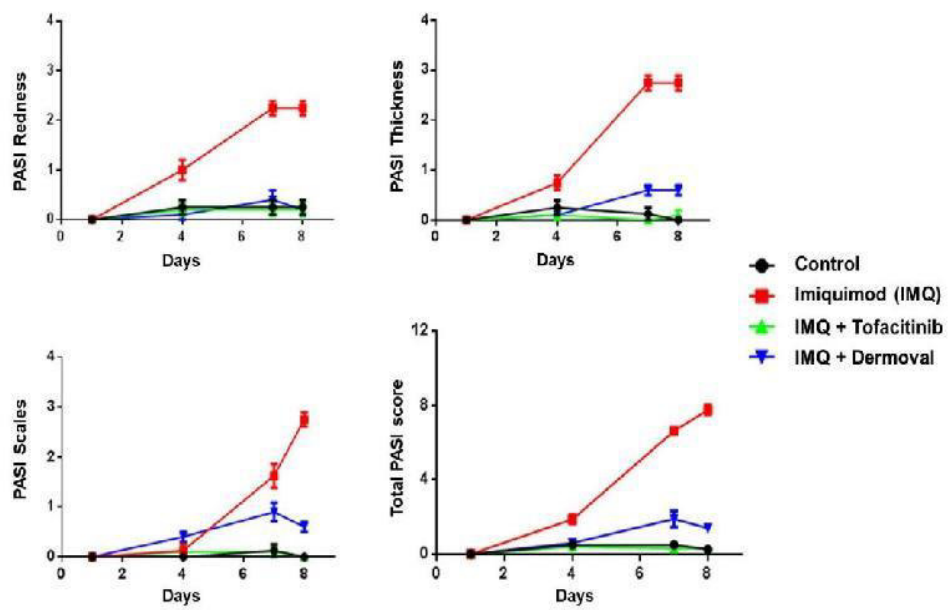 4
3
2
1
0
PASI Redness
0 2 4 6 8
Days
4
3
2
1
0
PASI Thickness
0 2 4 6 8
Days
Control
Imiquimod (IMQ)
IMQ + Tofacitinib
IMQ + Dermoval
4
3
2
1
0
PASI Scales
0 2 4 6 8
Days
12
8
4
0
Total PASI score
0 2 4 6 8
Days